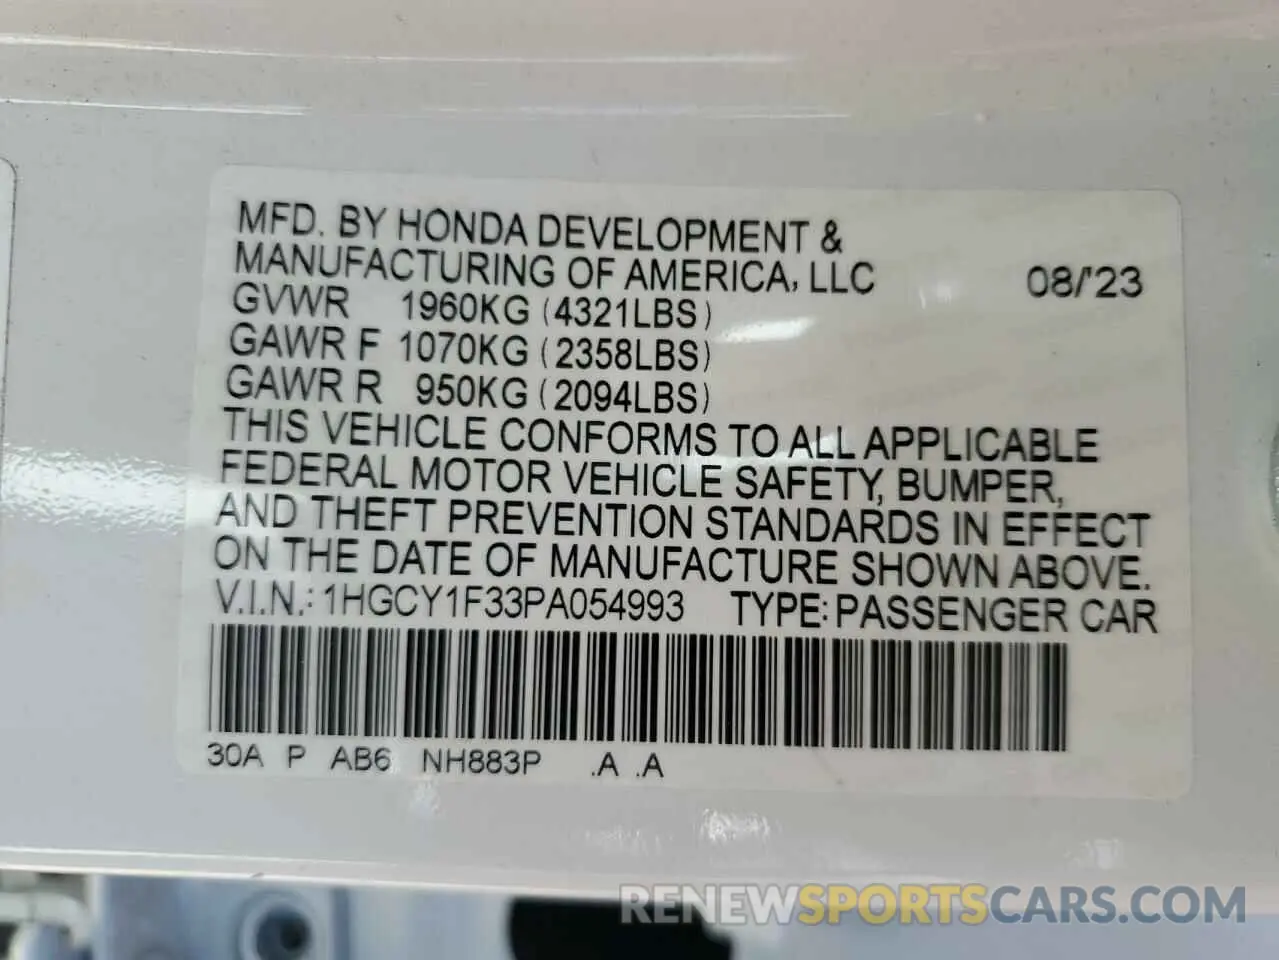 MFD. BY HONDA DEVELOPMENT &
MANUFACTURING OF AMERICA, LLC 08/'23
GVWR 1960KG (4321LBS)
GAWR F 1070KG (2358LBS)
GAWR R 950KG (2094LBS)
THIS VEHICLE CONFORMS TO ALL APPLICABLE
FEDERAL MOTOR VEHICLE SAFETY, BUMPER,
AND THEFT PREVENTION STANDARDS IN EFFECT
ON THE DATE OF MANUFACTURE SHOWN ABOVE.
V.I.N.: 1HGCY1F33PA054993 TYPE: PASSENGER CAR
30A P AB6 NH883P .A .A
RENEWSPORTSCARS.COM